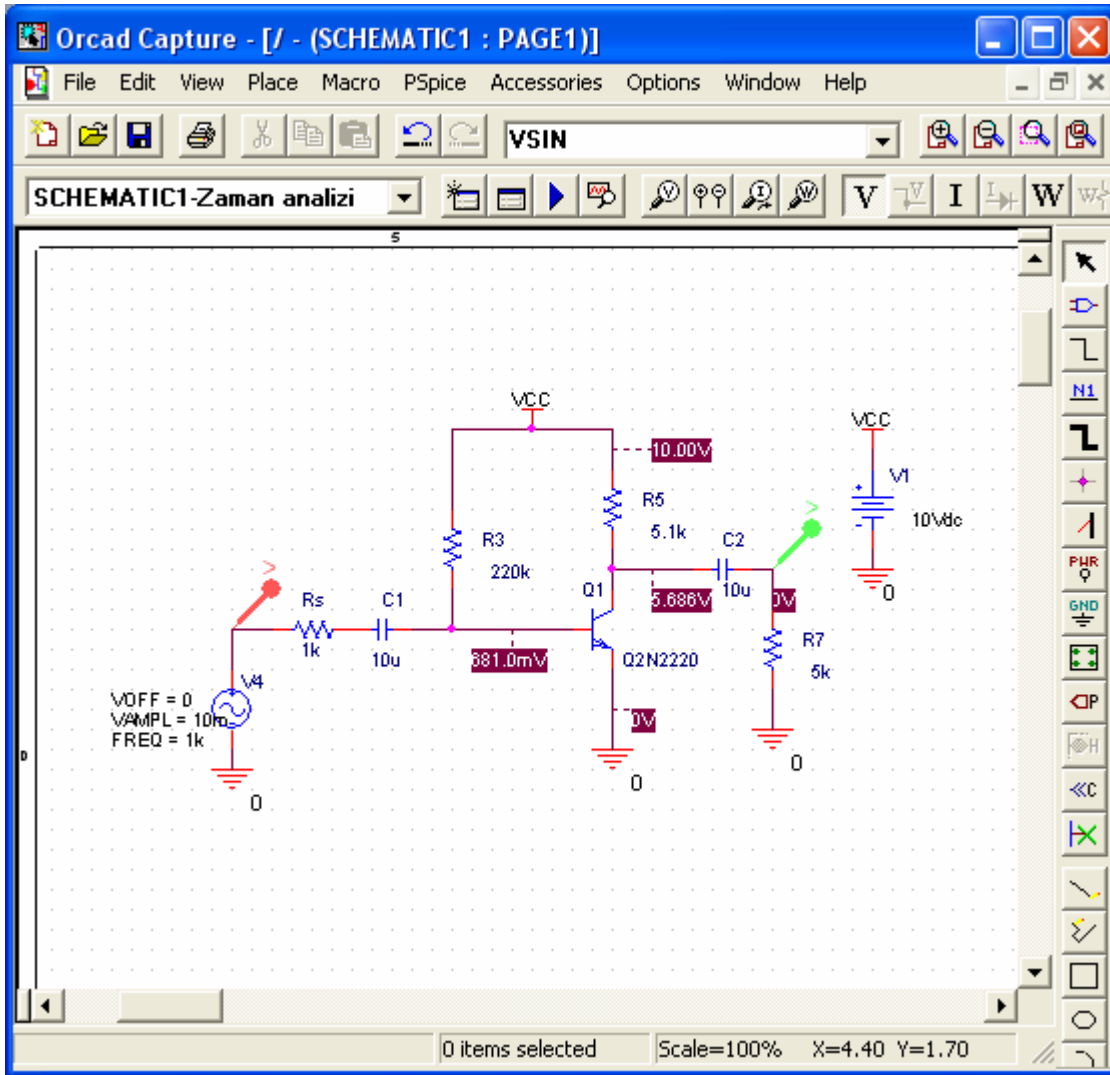 Orcad Capture - [/ - (SCHEMATIC1 : PAGE1)]
File Edit View Place Macro PSpice Accessories Options Window Help
VSIN
SCHEMATIC1-Zaman analizi
V I W
5
N1
PWR
GND
P
H
C
D
VCC
VCC
10.00V
R5
5.1k
V1
10Vdc
0
R3
220k
C2
10u
Q1
5.686V
0V
Rs
1k
C1
10u
681.0mV
Q2N2220
R7
5k
V4
VOFF = 0
VAMPL = 10m
FREQ = 1k
0V
0
0
0
0 items selected Scale=100% X=4.40 Y=1.70